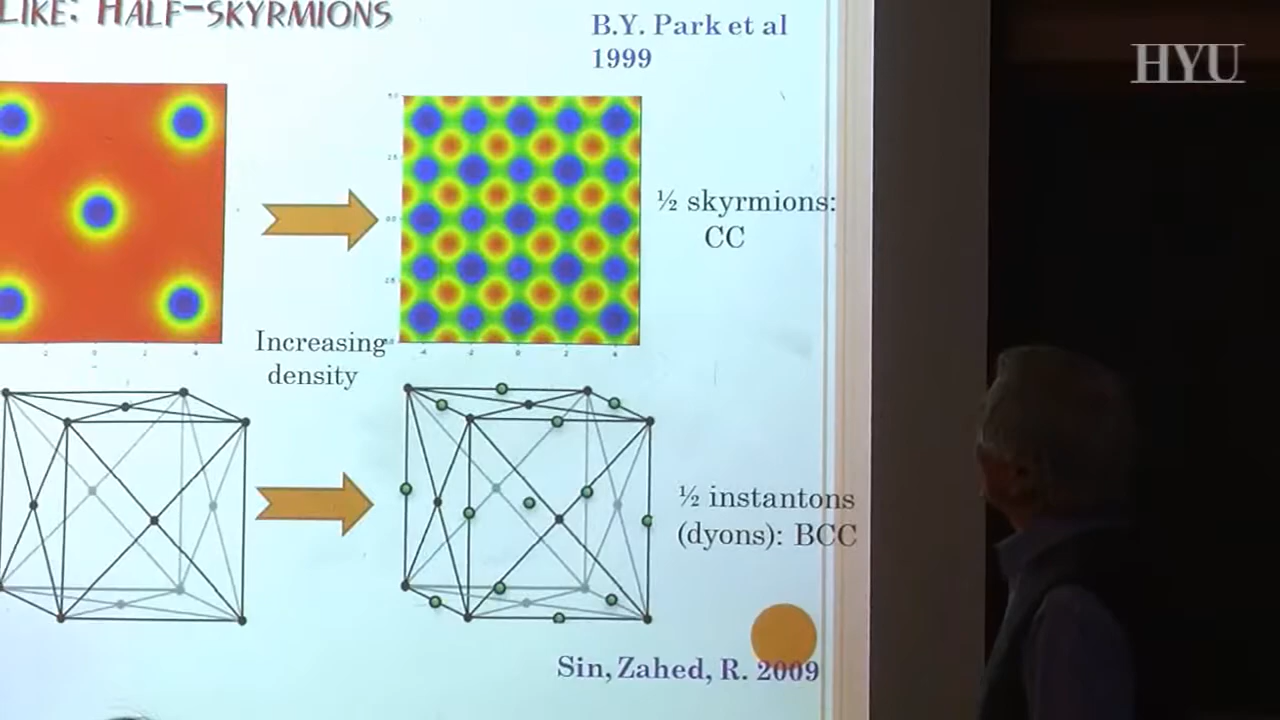 LIKE: HALF-SKYRMIONS
B.Y. Park et al
1999
HYU
½ skyrmions:
CC
Increasing
density
½ instantons
(dyons): BCC
Sin, Zahed, R. 2009